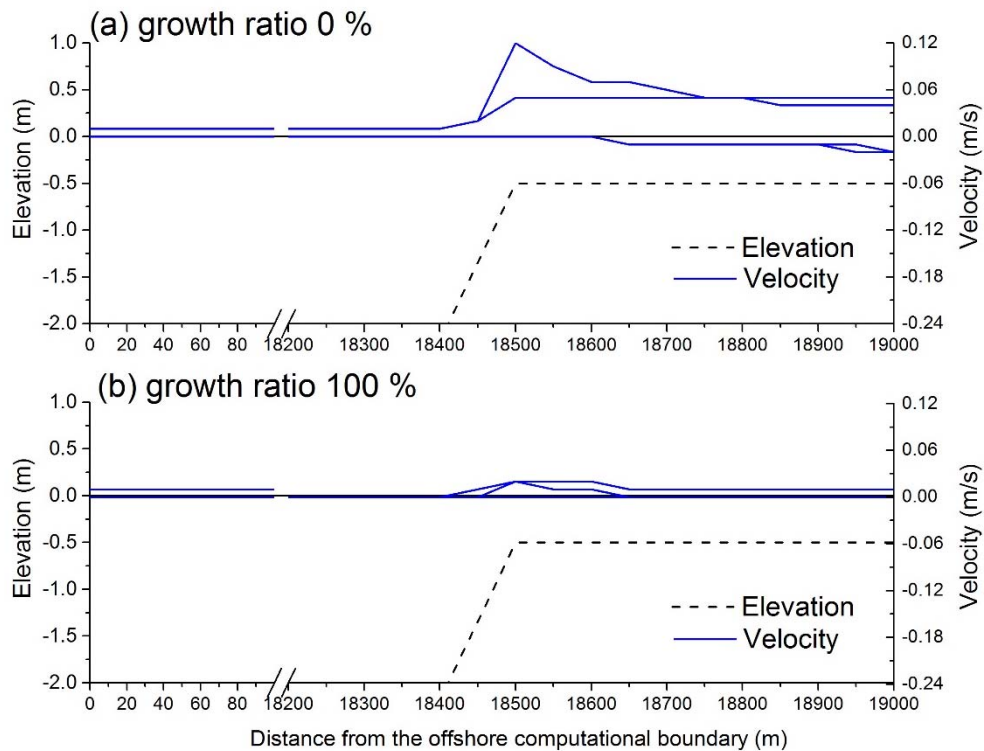 (a) growth ratio 0 %
1.0
0.5
0.0
-0.5
-1.0
-1.5
-2.0
Elevation (m)
0.12
0.06
0.00
-0.06
-0.12
-0.18
-0.24
Velocity (m/s)
Elevation
Velocity
0 20 40 60 80 18200 18300 18400 18500 18600 18700 18800 18900 19000
(b) growth ratio 100 %
1.0
0.5
0.0
-0.5
-1.0
-1.5
-2.0
Elevation (m)
0.12
0.06
0.00
-0.06
-0.12
-0.18
-0.24
Velocity (m/s)
Elevation
Velocity
0 20 40 60 80 18200 18300 18400 18500 18600 18700 18800 18900 19000
Distance from the offshore computational boundary (m)